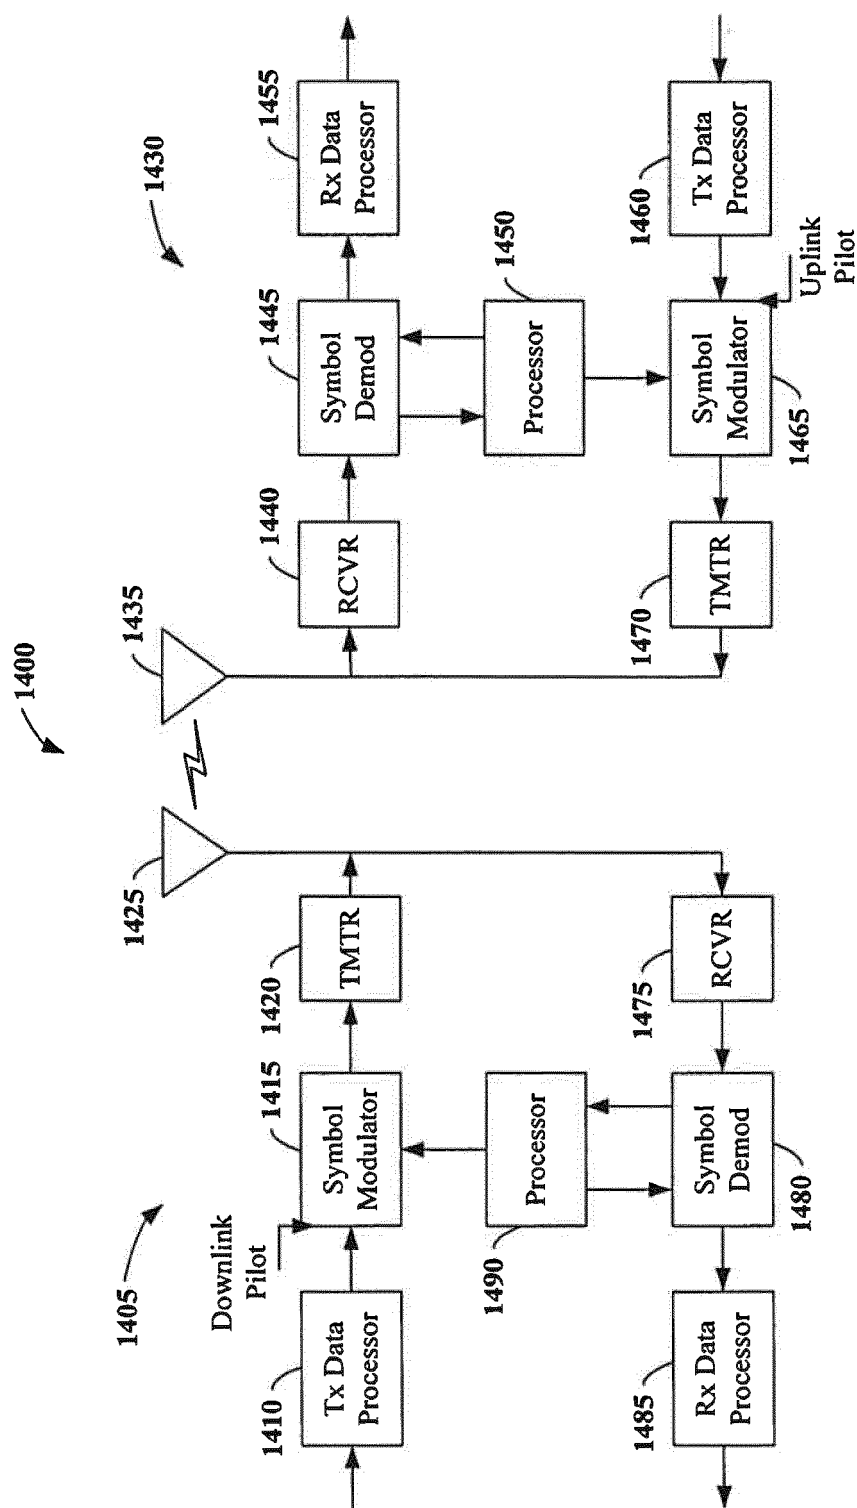 1400
1405
1430
1425
1435
Downlink
Pilot
1410
Tx Data
Processor
1415
Symbol
Modulator
1420
TMTR
1440
RCVR
1445
Symbol
Demod
1455
Rx Data
Processor
1490
Processor
1450
Processor
1485
Rx Data
Processor
1480
Symbol
Demod
1475
RCVR
1470
TMTR
1465
Symbol
Modulator
1460
Tx Data
Processor
Uplink
Pilot